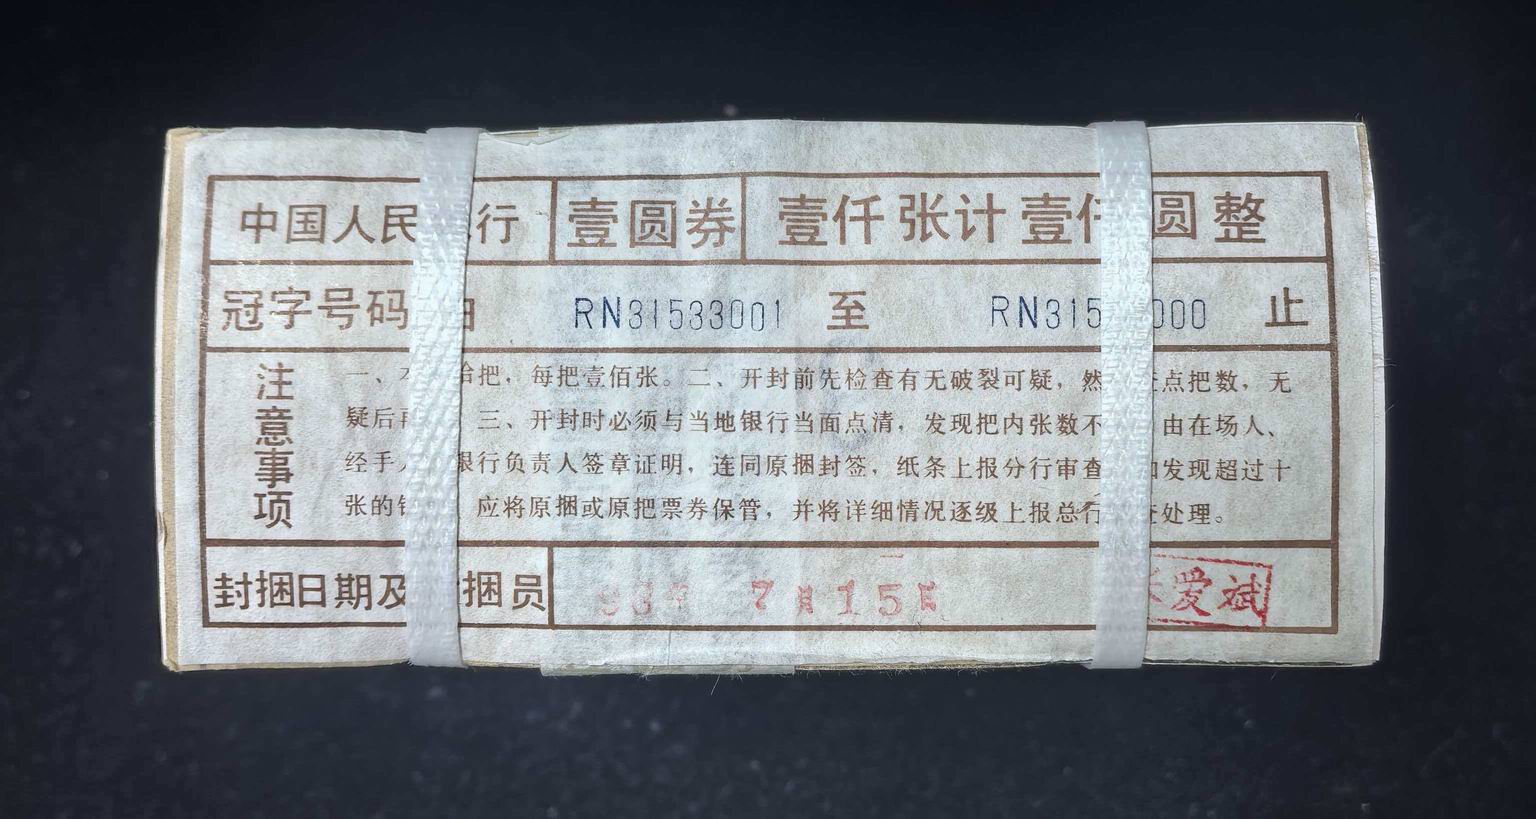 中国人民 行 壹圆券 壹仟张计壹仟圆整
冠字号码 由 RN31533001 至 RN315 000 止
注意事项
一、 把，每把壹佰张。二、开封前先检查有无破裂可疑，然 点把数，无
疑后再 三、开封时必须与当地银行当面点清，发现把内张数不 由在场人、
经手人 银行负责人签章证明，连同原捆封签，纸条上报分行审查 如发现超过十
张的 应将原捆或原把票券保管，并将详细情况逐级上报总行 查处理。
封捆日期及 捆员 7月15日 爱斌